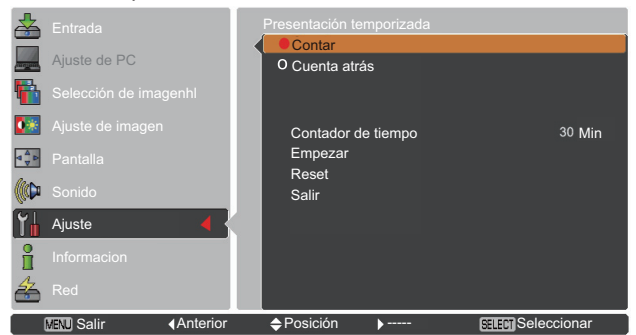 Entrada
Ajuste de PC
Selección de imagenhl
Ajuste de imagen
Pantalla
Sonido
Ajuste
Informacion
Red
Presentación temporizada
Contar
Cuenta atrás
Contador de tiempo 30 Min
Empezar
Reset
Salir
MENU Salir Anterior Posición ----- SELECT Seleccionar